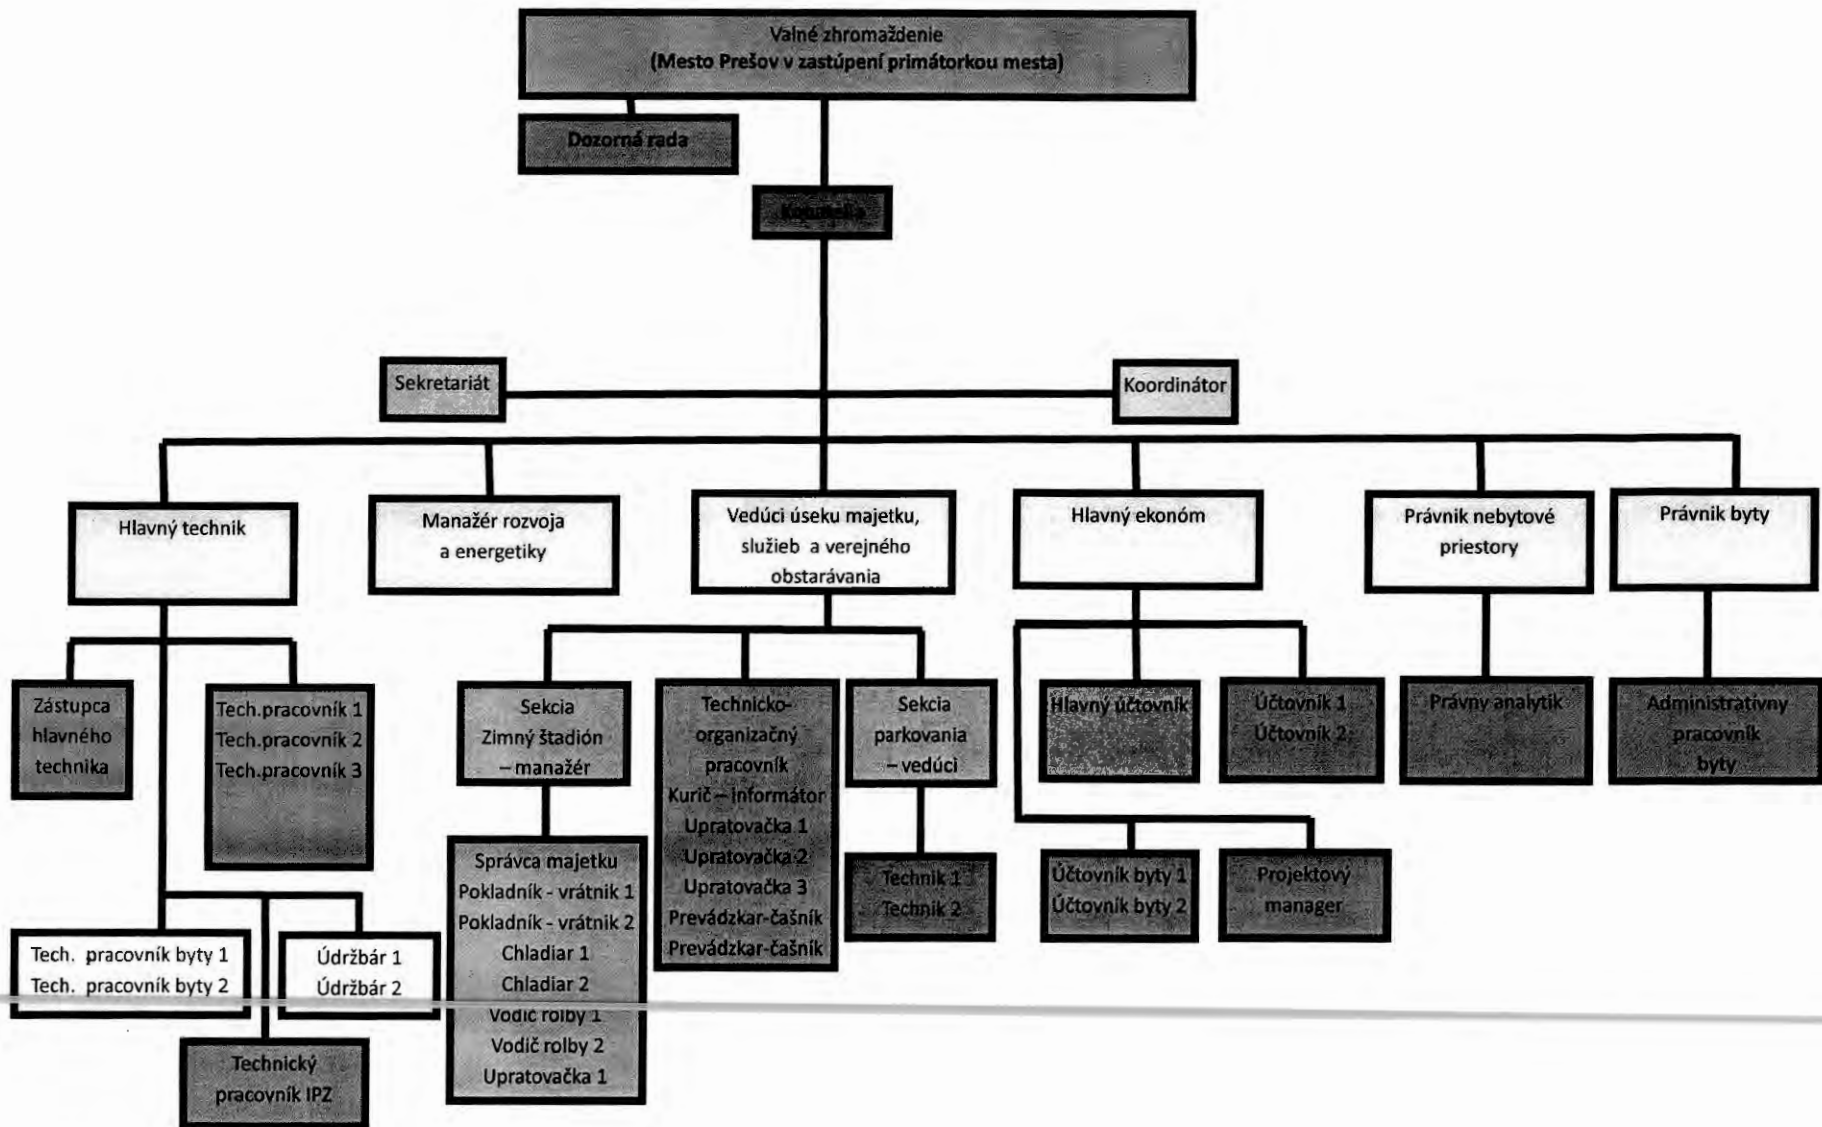 Valné zhromaždenie
(Mesto Prešov v zastúpení primátorkou mesta)
Dozorná rada
Sekretariát
Koordinátor
Hlavný technik
Manažér rozvoja
a energetiky
Vedúci úseku majetku,
služieb a verejného
obstarávania
Hlavný ekonóm
Právnik nebytové
priestory
Právnik byty
Zástupca
hlavného
technika
Tech.pracovník 1
Tech.pracovník 2
Tech.pracovník 3
Sekcia
Zimný štadión
– manažér
Technicko-
organizačný
pracovník
Kurič – informátor
Upratovačka 1
Upratovačka 2
Upratovačka 3
Prevádzkar-čašník
Prevádzkar-čašník
Sekcia
parkovania
– vedúci
Hlavný účtovník
Účtovník 1
Účtovník 2
Právny analytik
Administratívny
pracovník
byty
Správca majetku
Pokladník - vrátnik 1
Pokladník - vrátnik 2
Chladiar 1
Chladiar 2
Vodič rolby 1
Vodič rolby 2
Upratovačka 1
Technik 1
Technik 2
Účtovník byty 1
Účtovník byty 2
Projektový
manager
Tech. pracovník byty 1
Tech. pracovník byty 2
Údržbár 1
Údržbár 2
Technický
pracovník IPZ